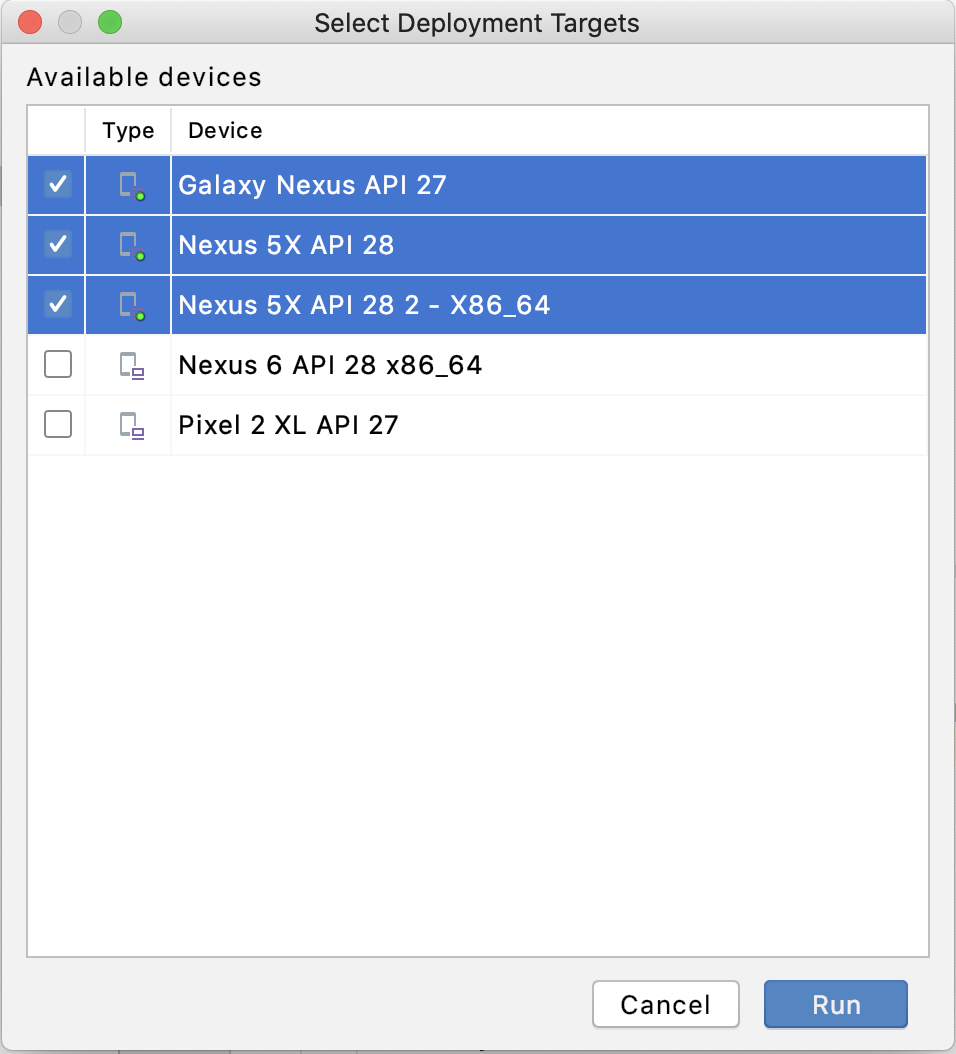 Select Deployment Targets
Available devices
Type Device
Galaxy Nexus API 27
Nexus 5X API 28
Nexus 5X API 28 2 - X86_64
Nexus 6 API 28 x86_64
Pixel 2 XL API 27
Cancel Run